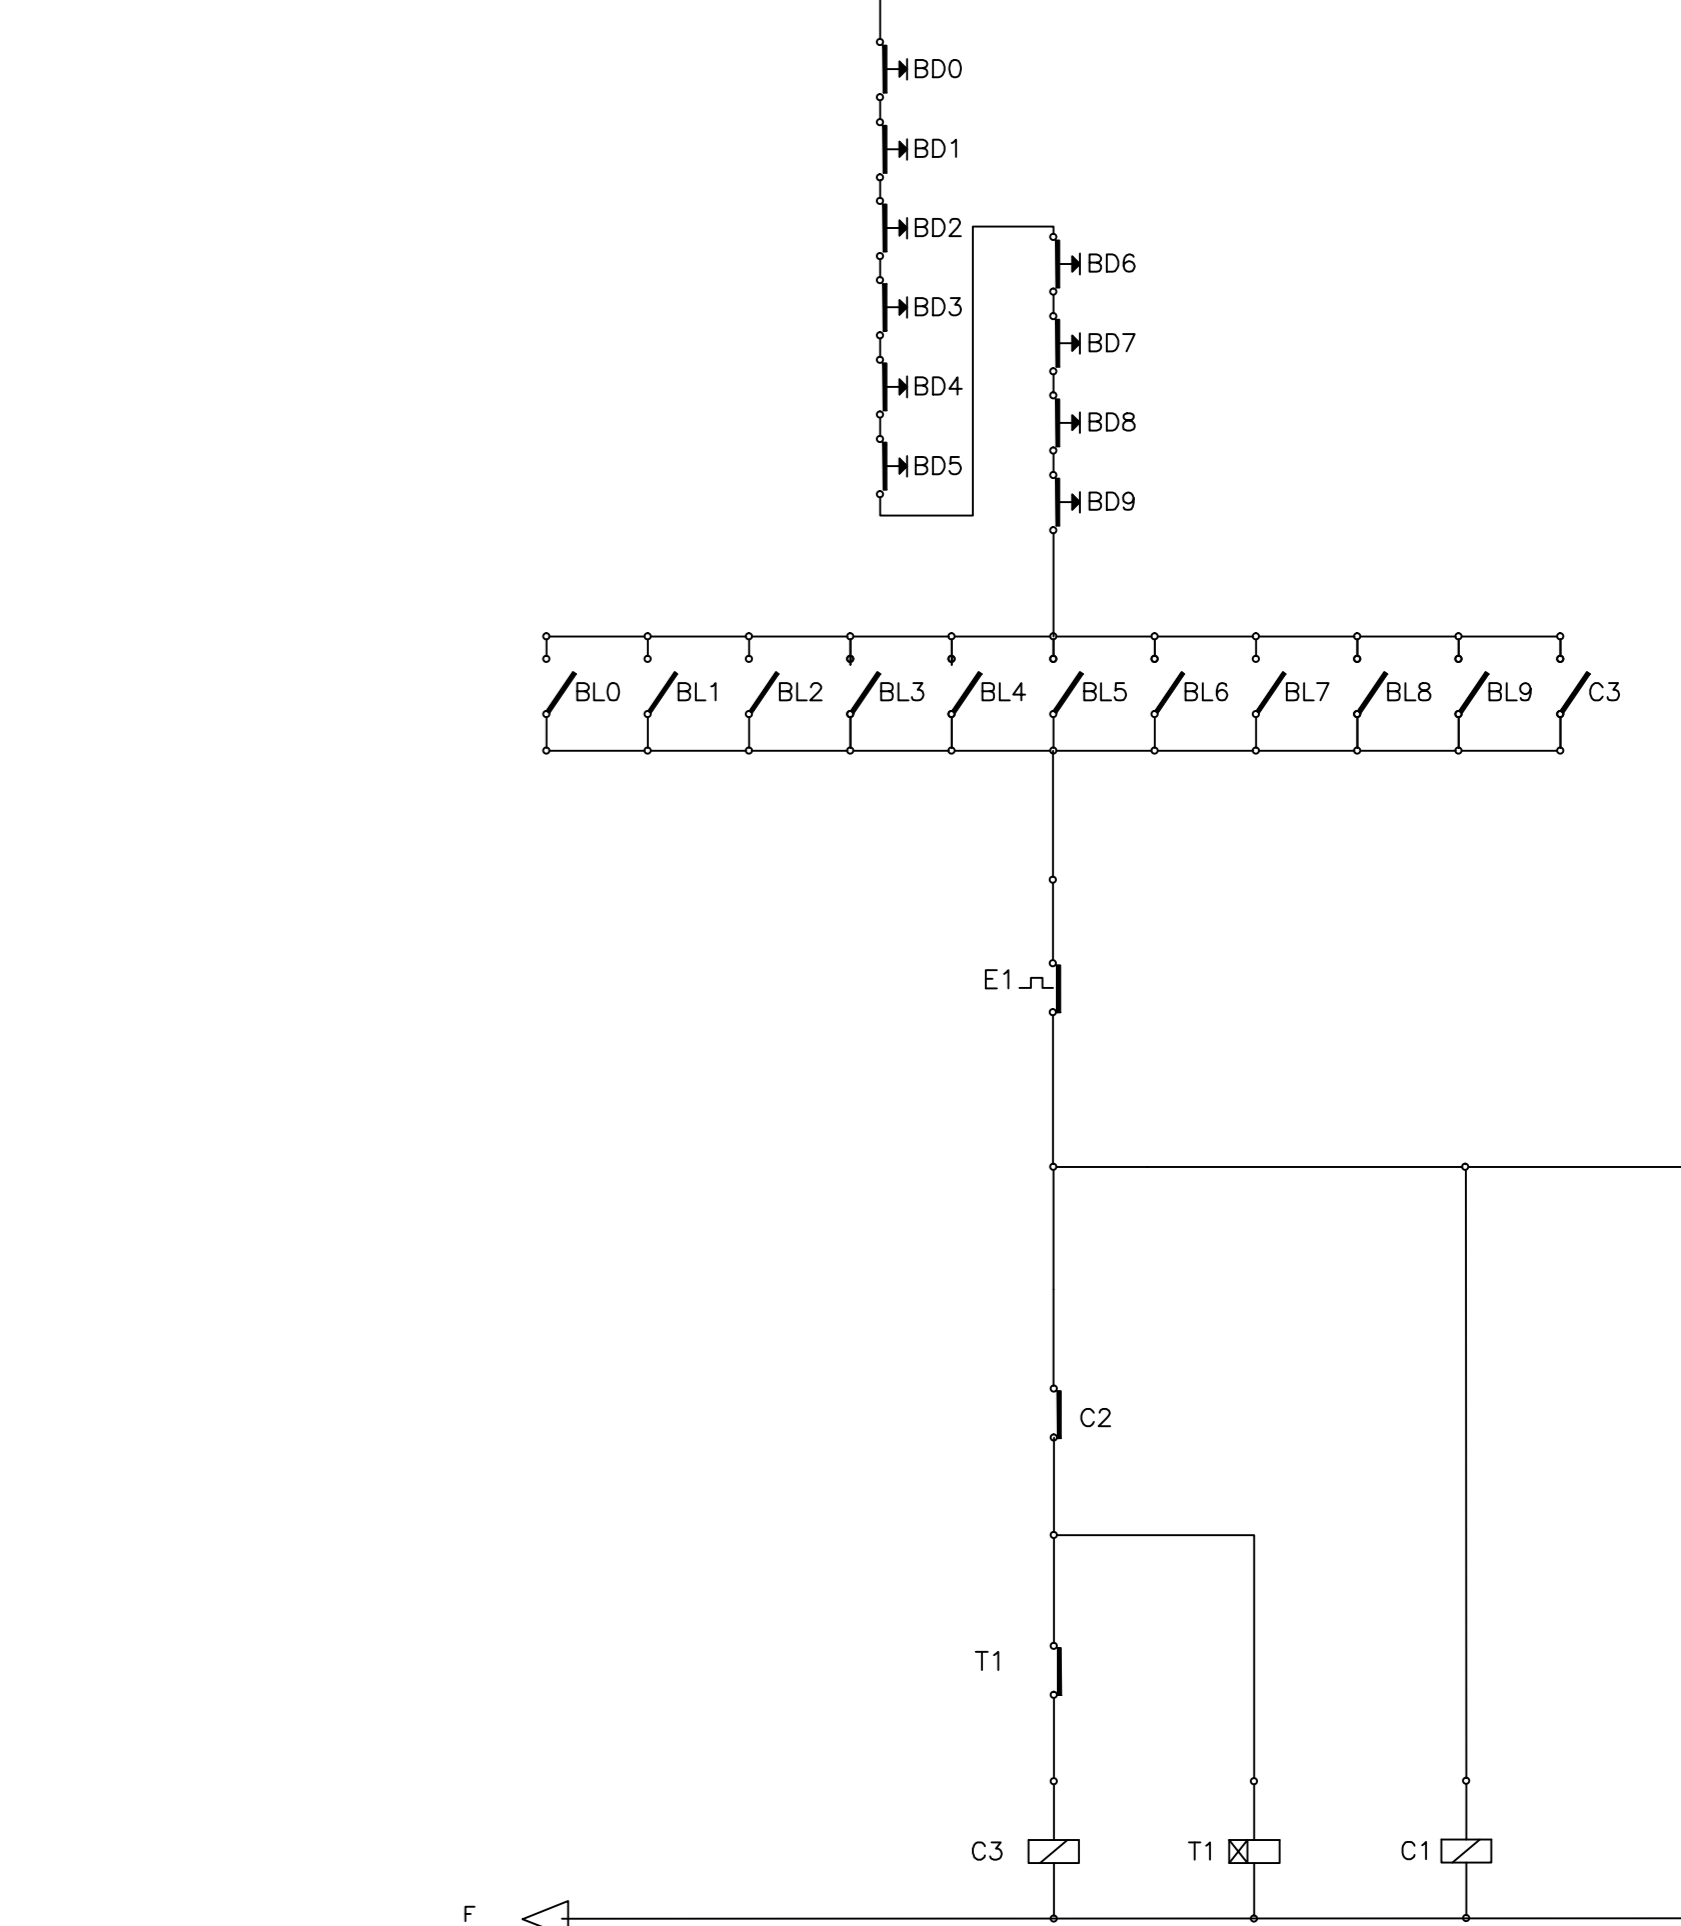 BD0
BD1
BD2
BD3
BD4
BD5
BD6
BD7
BD8
BD9
BL0 BL1 BL2 BL3 BL4 BL5 BL6 BL7 BL8 BL9 C3
E1
C2
T1
C3 T1 C1
F